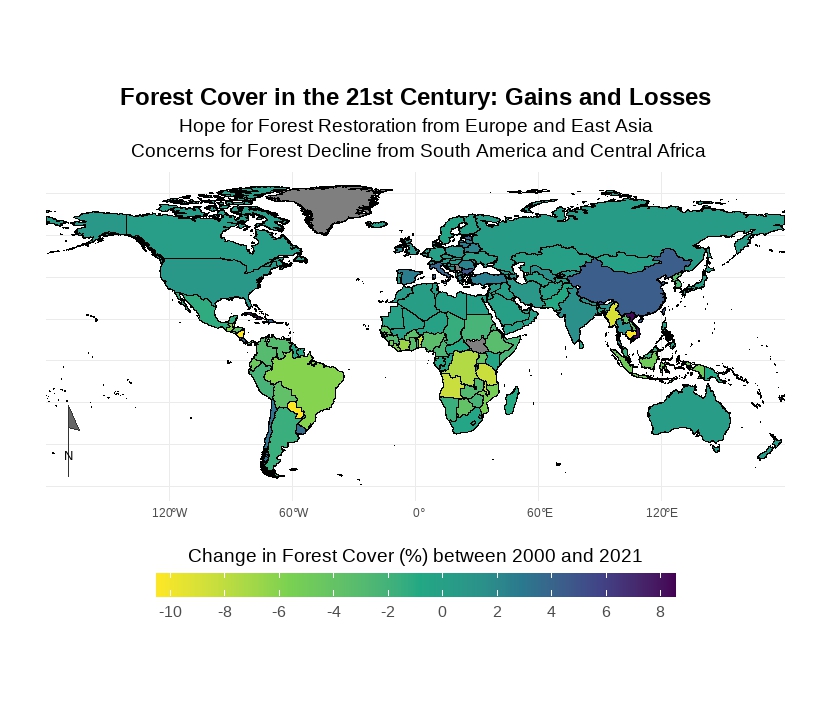 Forest Cover in the 21st Century: Gains and Losses
Hope for Forest Restoration from Europe and East Asia
Concerns for Forest Decline from South America and Central Africa
N
120°W 60°W 0° 60°E 120°E
Change in Forest Cover (%) between 2000 and 2021
-10 -8 -6 -4 -2 0 2 4 6 8